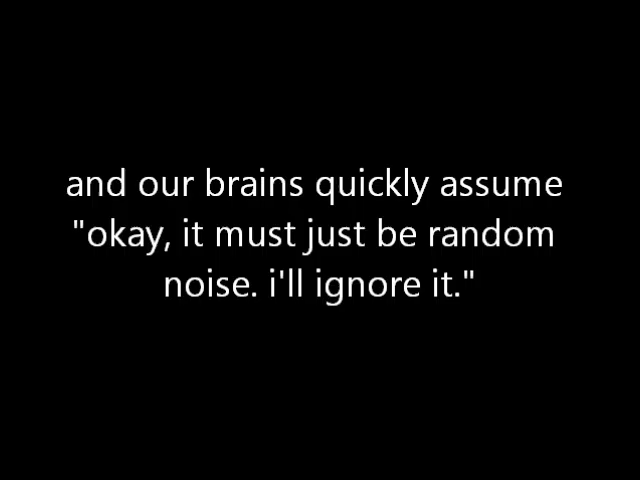 and our brains quickly assume
"okay, it must just be random
noise. i'll ignore it."